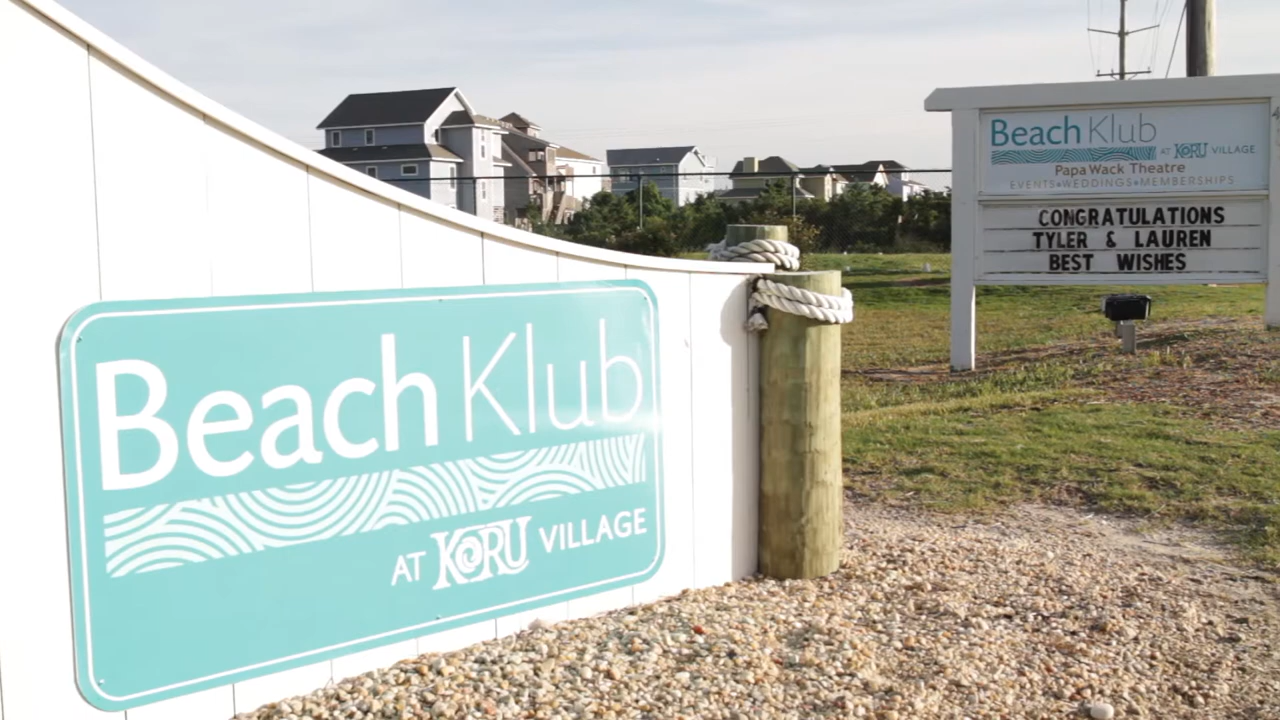 Beach Klub
AT KORU VILLAGE
Beach Klub
AT KORU VILLAGE
Papa Wack Theatre
EVENTS•WEDDINGS•MEMBERSHIPS
CONGRATULATIONS
TYLER & LAUREN
BEST WISHES